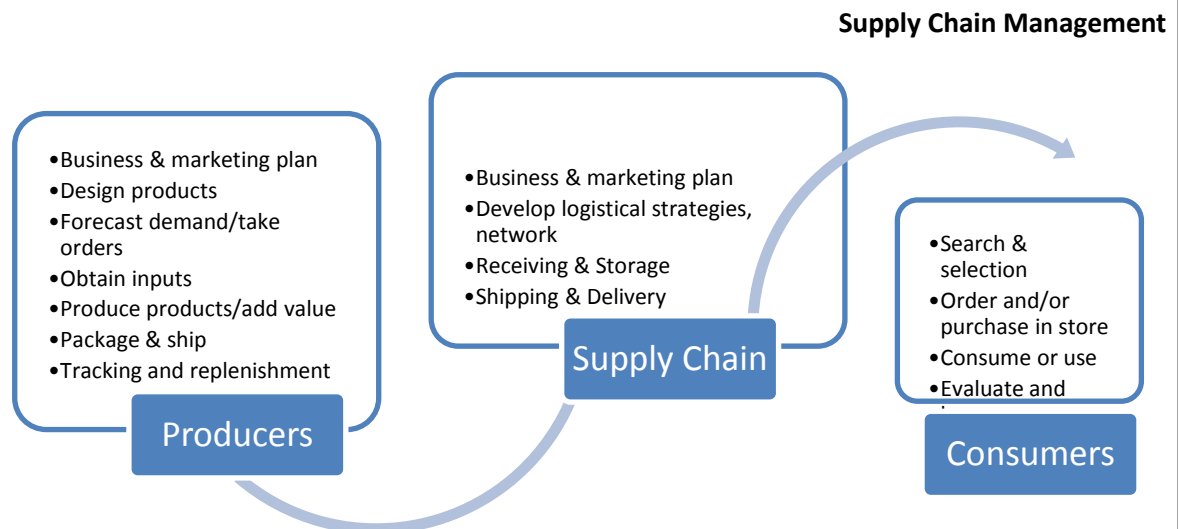 Supply Chain Management
•Business & marketing plan
•Design products
•Forecast demand/take
orders
•Obtain inputs
•Produce products/add value
•Package & ship
•Tracking and replenishment
Producers
•Business & marketing plan
•Develop logistical strategies,
network
•Receiving & Storage
•Shipping & Delivery
Supply Chain
•Search &
selection
•Order and/or
purchase in store
•Consume or use
•Evaluate and
Consumers